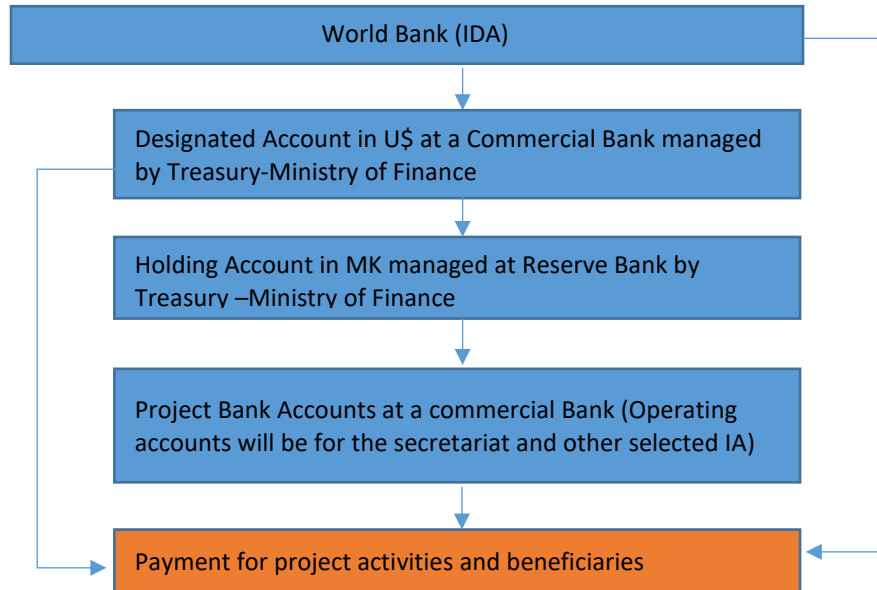 World Bank (IDA)
Designated Account in U$ at a Commercial Bank managed
by Treasury-Ministry of Finance
Holding Account in MK managed at Reserve Bank by
Treasury –Ministry of Finance
Project Bank Accounts at a commercial Bank (Operating
accounts will be for the secretariat and other selected IA)
Payment for project activities and beneficiaries